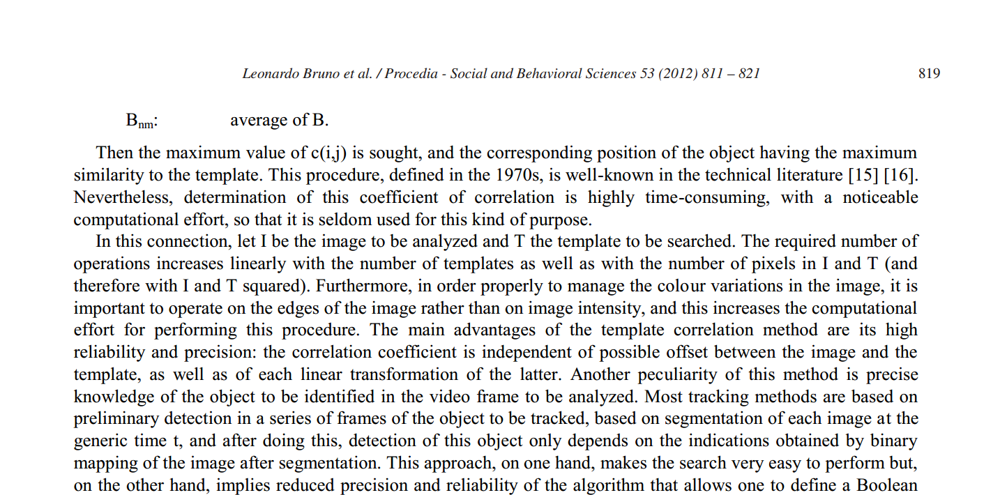 Leonardo Bruno et al. / Procedia - Social and Behavioral Sciences 53 (2012) 811 – 821 819
Bnm: average of B.
Then the maximum value of c(i,j) is sought, and the corresponding position of the object having the maximum
similarity to the template. This procedure, defined in the 1970s, is well-known in the technical literature [15] [16].
Nevertheless, determination of this coefficient of correlation is highly time-consuming, with a noticeable
computational effort, so that it is seldom used for this kind of purpose.
In this connection, let I be the image to be analyzed and T the template to be searched. The required number of
operations increases linearly with the number of templates as well as with the number of pixels in I and T (and
therefore with I and T squared). Furthermore, in order properly to manage the colour variations in the image, it is
important to operate on the edges of the image rather than on image intensity, and this increases the computational
effort for performing this procedure. The main advantages of the template correlation method are its high
reliability and precision: the correlation coefficient is independent of possible offset between the image and the
template, as well as of each linear transformation of the latter. Another peculiarity of this method is precise
knowledge of the object to be identified in the video frame to be analyzed. Most tracking methods are based on
preliminary detection in a series of frames of the object to be tracked, based on segmentation of each image at the
generic time t, and after doing this, detection of this object only depends on the indications obtained by binary
mapping of the image after segmentation. This approach, on one hand, makes the search very easy to perform but,
on the other hand, implies reduced precision and reliability of the algorithm that allows one to define a Boolean